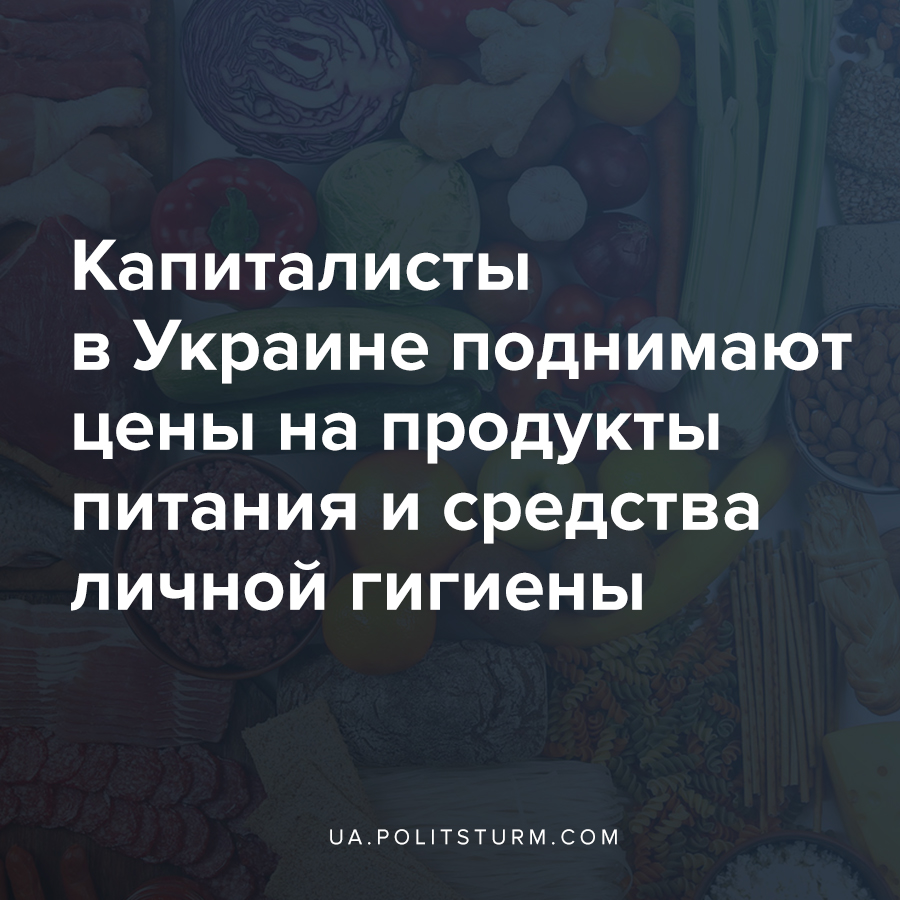 Капиталисты
в Украине поднимают
цены на продукты
питания и средства
личной гигиены
UA.POLITSTURM.COM